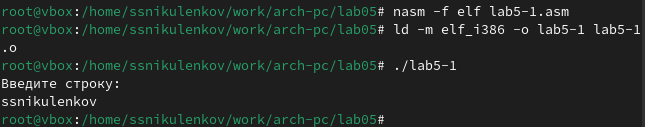 root@vbox:/home/ssnikulenkov/work/arch-pc/lab05# nasm -f elf lab5-1.asm
root@vbox:/home/ssnikulenkov/work/arch-pc/lab05# ld -m elf_i386 -o lab5-1 lab5-1
.o
root@vbox:/home/ssnikulenkov/work/arch-pc/lab05# ./lab5-1
Введите строку:
ssnikulenkov
root@vbox:/home/ssnikulenkov/work/arch-pc/lab05#